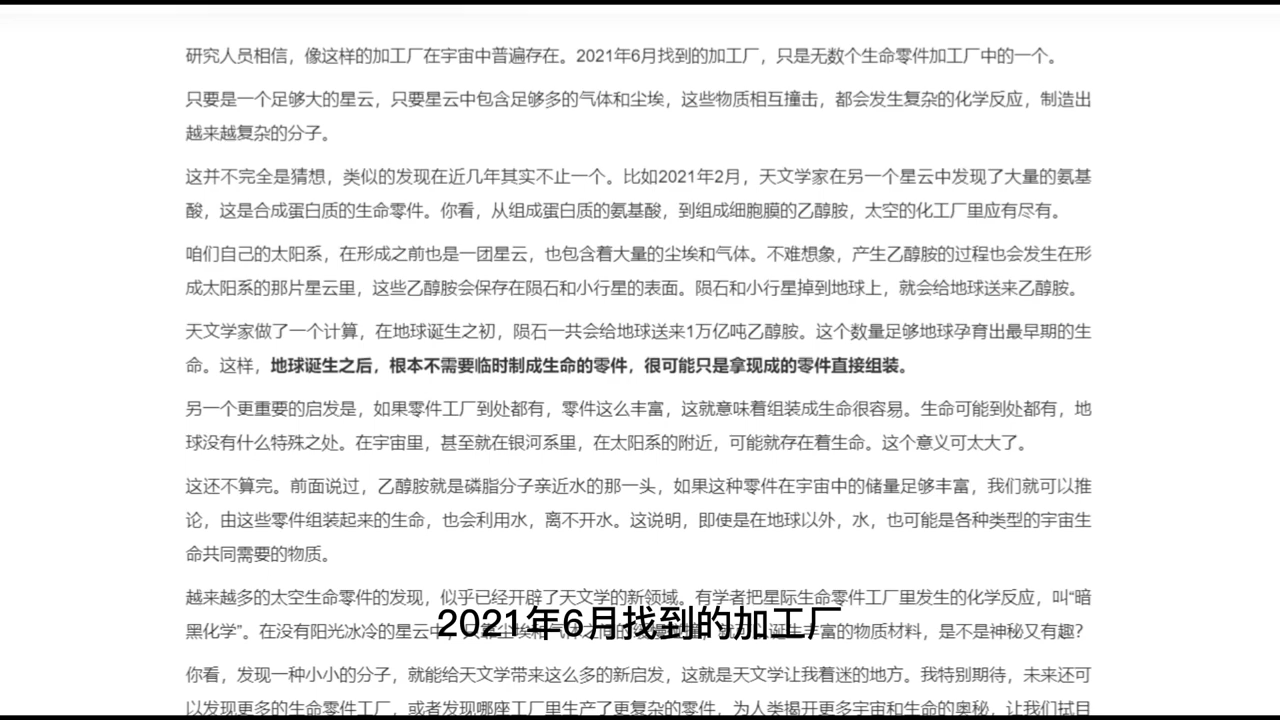 研究人员相信，像这样的加工厂在宇宙中普遍存在。2021年6月找到的加工厂，只是无数个生命零件加工厂中的一个。
只要是一个足够大的星云，只要星云中包含足够多的气体和尘埃，这些物质相互撞击，都会发生复杂的化学反应，制造出
越来越复杂的分子。
这并不完全是猜想，类似的发现在近几年其实不止一个。比如2021年2月，天文学家在另一个星云中发现了大量的氨基
酸，这是合成蛋白质的生命零件。你看，从组成蛋白质的氨基酸，到组成细胞膜的乙醇胺，太空的化工厂里应有尽有。
咱们自己的太阳系，在形成之前也是一团星云，也包含着大量的尘埃和气体。不难想象，产生乙醇胺的过程也会发生在形
成太阳系的那片星云里，这些乙醇胺会保存在陨石和小行星的表面。陨石和小行星掉到地球上，就会给地球送来乙醇胺。
天文学家做了一个计算，在地球诞生之初，陨石一共会给地球送来1万亿吨乙醇胺。这个数量足够地球孕育出最早期的生
命。这样，地球诞生之后，根本不需要临时制成生命的零件，很可能只是拿现成的零件直接组装。
另一个更重要的启发是，如果零件工厂到处都有，零件这么丰富，这就意味着组装成生命很容易。生命可能到处都有，地
球没有什么特殊之处。在宇宙里，甚至就在银河系里，在太阳系的附近，可能就存在着生命。这个意义可太大了。
这还不算完。前面说过，乙醇胺就是磷脂分子亲近水的那一头，如果这种零件在宇宙中的储量足够丰富，我们就可以推
论，由这些零件组装起来的生命，也会利用水，离不开水。这说明，即使是在地球以外，水，也可能是各种类型的宇宙生
命共同需要的物质。
越来越多的太空生命零件的发现，似乎已经开辟了天文学的新领域。有学者把星际生命零件工厂里发生的化学反应，叫“暗
黑化学”。在没有阳光冰冷的星云中，诞生丰富的物质材料，是不是神秘又有趣？
2021年6月找到的加工厂
你看，发现一种小小的分子，就能给天文学带来这么多的新启发，这就是天文学让我着迷的地方。我特别期待，未来还可
以发现更多的生命零件工厂，或者发现哪座工厂里生产了更复杂的零件，为人类揭开更多宇宙和生命的奥秘，让我们拭目